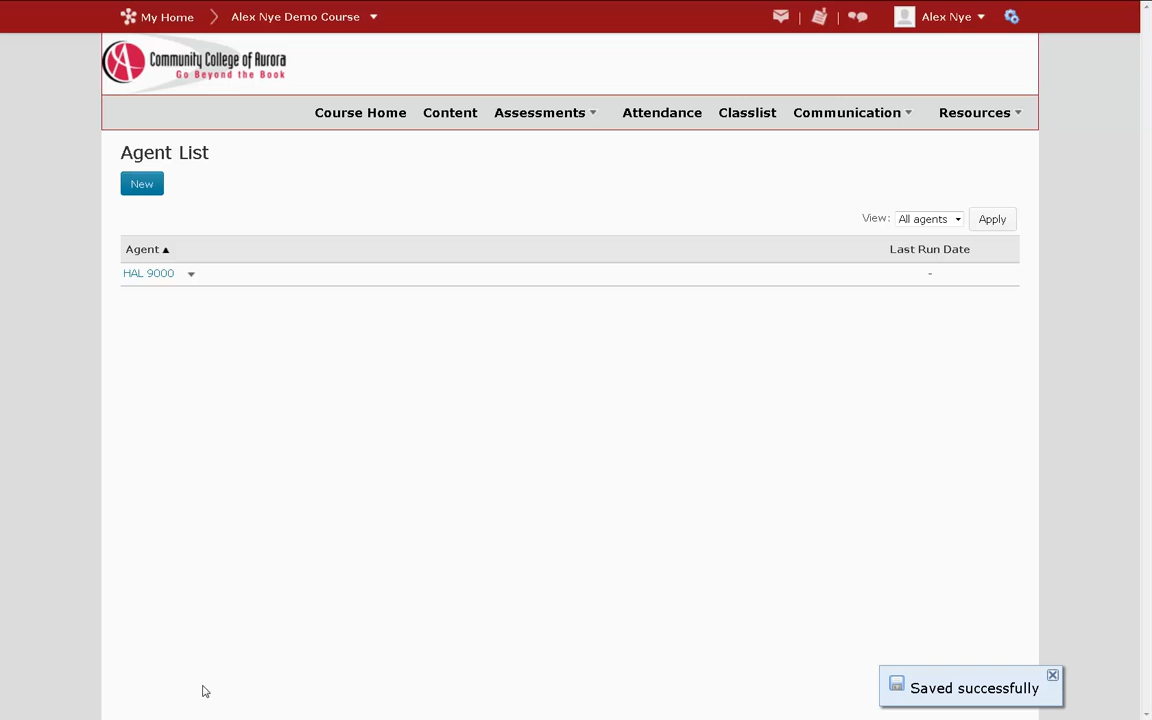 My Home
Alex Nye Demo Course
Alex Nye
Community College of Aurora
Go Beyond the Book
Course Home Content Assessments Attendance Classlist Communication Resources
Agent List
New
View: All agents Apply
Agent Last Run Date
HAL 9000 -
Saved successfully